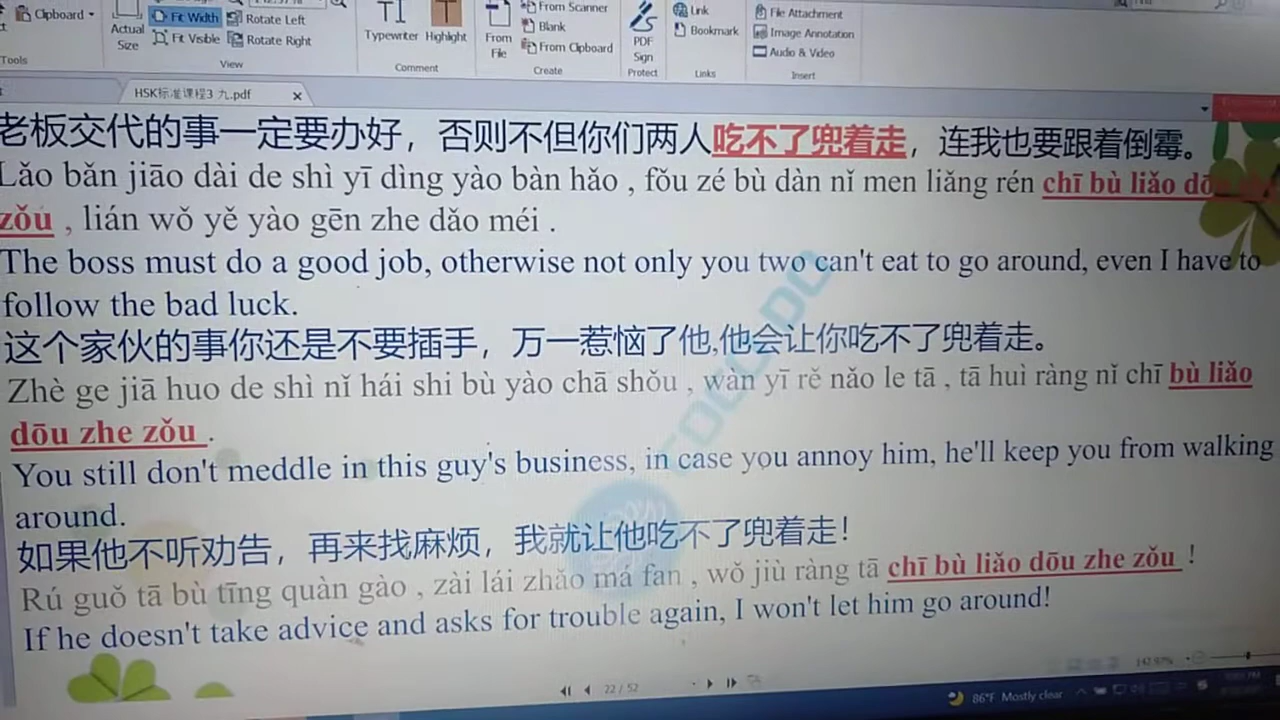 Clipboard
Fit Width
Actual Size
Fit Visible
Rotate Left
Rotate Right
Tools
View
Typewriter
Highlight
Comment
From File
From Scanner
Blank
From Clipboard
Create
PDF Sign
Protect
Link
Bookmark
Links
File Attachment
Image Annotation
Audio & Video
Insert
HSK标准课程3 九.pdf
老板交代的事一定要办好，否则不但你们两人吃不了兜着走，连我也要跟着倒霉。
Lǎo bǎn jiāo dài de shì yī dìng yào bàn hǎo , fǒu zé bù dàn nǐ men liǎng rén chī bù liǎo
zǒu , lián wǒ yě yào gēn zhe dǎo méi .
The boss must do a good job, otherwise not only you two can't eat to go around, even I have to
follow the bad luck.
这个家伙的事你还是不要插手，万一惹恼了他,他会让你吃不了兜着走。
Zhè ge jiā huo de shì nǐ hái shi bù yào chā shǒu , wàn yī rě nǎo le tā , tā huì ràng nǐ chī bù liǎo
dōu zhe zǒu .
You still don't meddle in this guy's business, in case you annoy him, he'll keep you from walking
around.
如果他不听劝告，再来找麻烦，我就让他吃不了兜着走！
Rú guǒ tā bù tīng quàn gào , zài lái zhǎo má fan , wǒ jiù ràng tā chī bù liǎo dōu zhe zǒu !
If he doesn't take advice and asks for trouble again, I won't let him go around!
22 / 52
142.97%
86°F Mostly clear